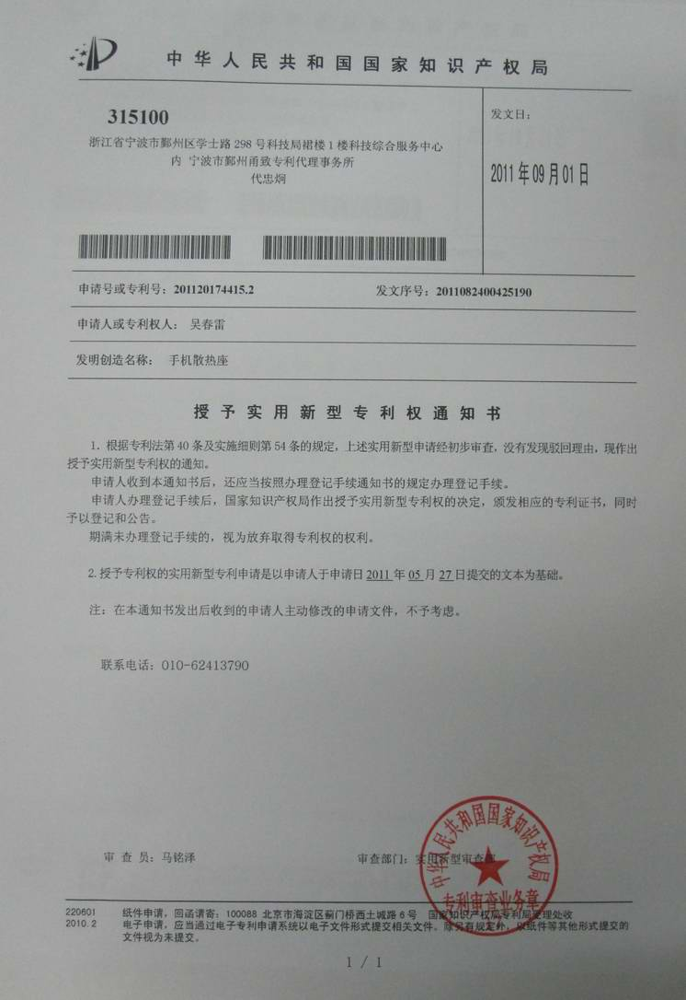 中华人民共和国国家知识产权局
315100
浙江省宁波市鄞州区学士路 298 号科技局裙楼 1 楼科技综合服务中心
内 宁波市鄞州甬致专利代理事务所
代忠炯
发文日：
2011 年 09 月 01 日
申请号或专利号：201120174415.2 发文序号：2011082400425190
申请人或专利权人： 吴春雷
发明创造名称： 手机散热座
授予实用新型专利权通知书
1. 根据专利法第 40 条及实施细则第 54 条的规定，上述实用新型申请经初步审查，没有发现驳回理由，现作出
授予实用新型专利权的通知。
申请人收到本通知书后，还应当按照办理登记手续通知书的规定办理登记手续。
申请人办理登记手续后，国家知识产权局作出授予实用新型专利权的决定，颁发相应的专利证书，同时
予以登记和公告。
期满未办理登记手续的，视为放弃取得专利权的权利。
2. 授予专利权的实用新型专利申请是以申请人于申请日 2011 年 05 月 27 日提交的文本为基础。
注：在本通知书发出后收到的申请人主动修改的申请文件，不予考虑。
联系电话：010-62413790
审 查 员：马铭泽 审查部门：实用新型审查部
中华人民共和国国家知识产权局
专利审查业务章
220601 纸件申请，回函请寄：100088 北京市海淀区蓟门桥西土城路 6 号 国家知识产权局专利局受理处收
2010.2 电子申请，应当通过电子专利申请系统以电子文件形式提交相关文件。除另有规定外，以纸件等其他形式提交的
文件视为未提交。
1 / 1